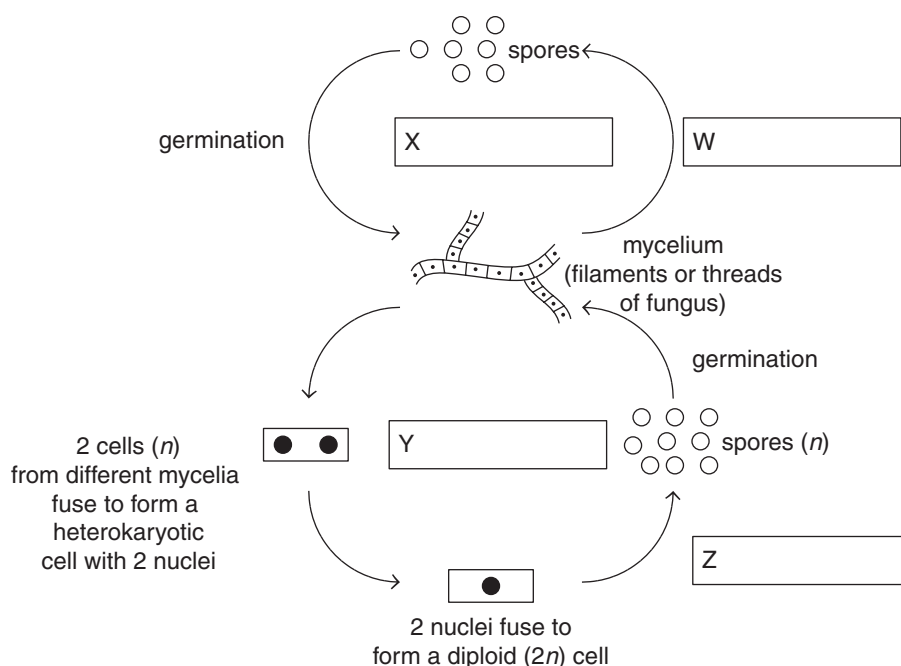 spores
germination
X
W
mycelium
(filaments or threads
of fungus)
germination
2 cells (n)
from different mycelia
fuse to form a
heterokaryotic
cell with 2 nuclei
Y
spores (n)
Z
2 nuclei fuse to
form a diploid (2n) cell